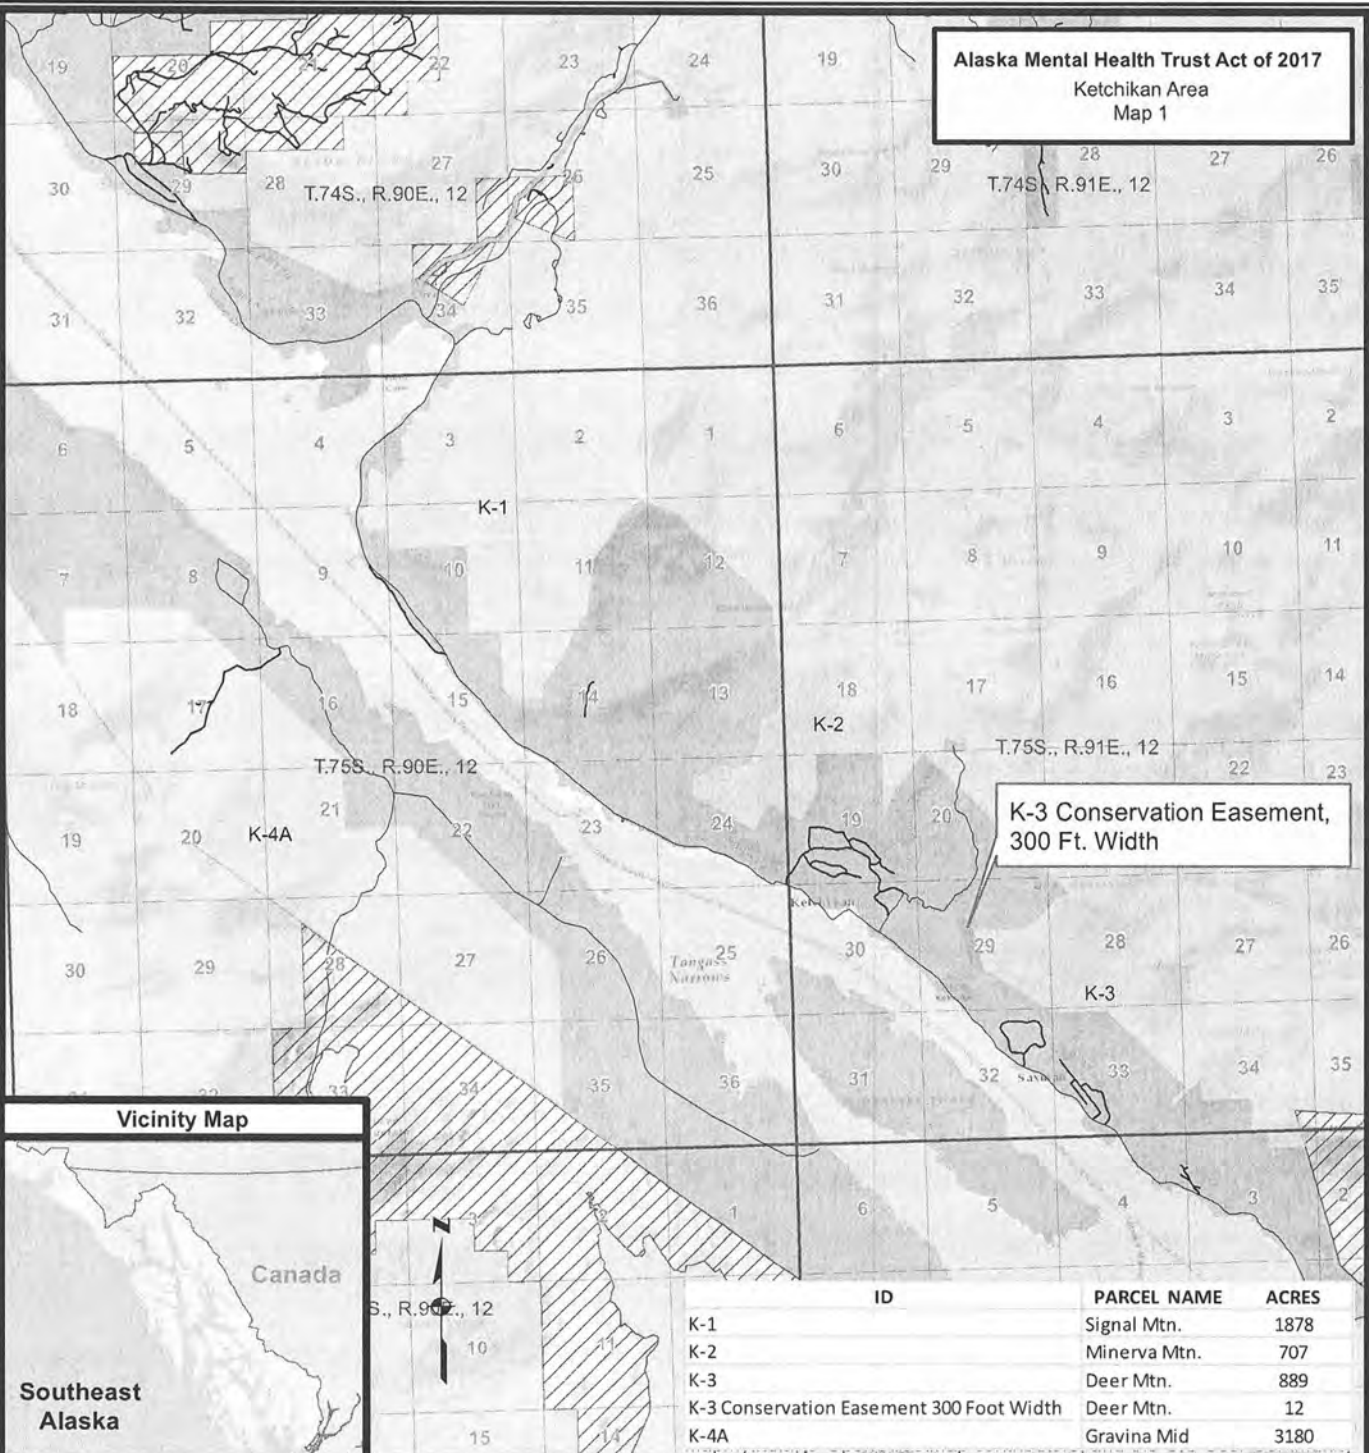 Alaska Mental Health Trust Act of 2017
Ketchikan Area
Map 1
19 20 21 22 23 24 19
26
30 29 28 27 26 25 30 29 28 27
T.74S., R.90E., 12
T.74S, R.91E., 12
31 32 33 34 35 36 31 32 33 34 35
6 5 4 3 2 1 6 5 4 3 2
K-1
7 8 9 10 11 12 7 8 9 10 11
18 17 16 15 14 13 18 17 16 15 14
K-2
T.75S., R.90E., 12
T.75S., R.91E., 12
22 23
K-3 Conservation Easement,
300 Ft. Width
19 20 21 22 23 24 19 20
K-4A
Ketchikan
30 29 28 27 26 25 30 29 28 27 26
Tongass
Narrows
K-3
33 34 35 36 31 32 33 34 35
Saxman
1 6 5 4 3 2
Vicinity Map
Canada
Southeast
Alaska
N
3
S., R.90E., 12
10 11
15 14
ID PARCEL NAME ACRES
K-1 Signal Mtn. 1878
K-2 Minerva Mtn. 707
K-3 Deer Mtn. 889
K-3 Conservation Easement 300 Foot Width Deer Mtn. 12
K-4A Gravina Mid 3180